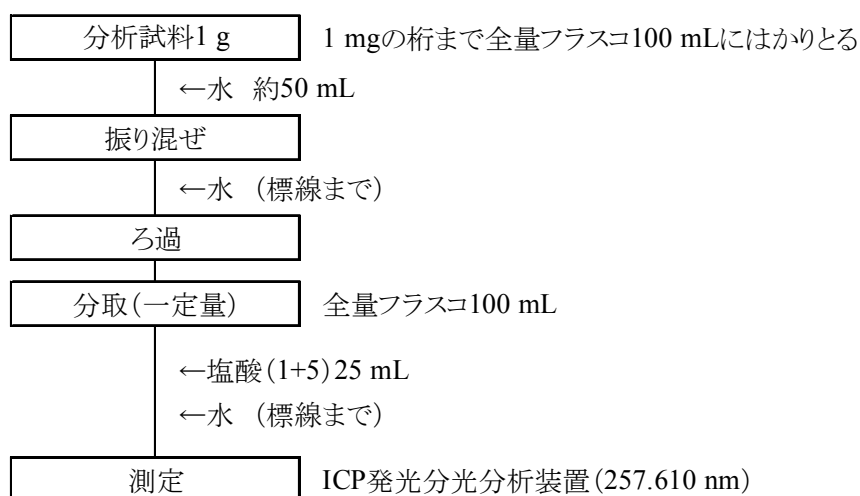 分析試料1 g 1 mgの桁まで全量フラスコ100 mLにはかりとる
←水 約50 mL
振り混ぜ
←水 (標線まで)
ろ過
分取(一定量) 全量フラスコ100 mL
←塩酸(1+5)25 mL
←水 (標線まで)
測定 ICP発光分光分析装置(257.610 nm)